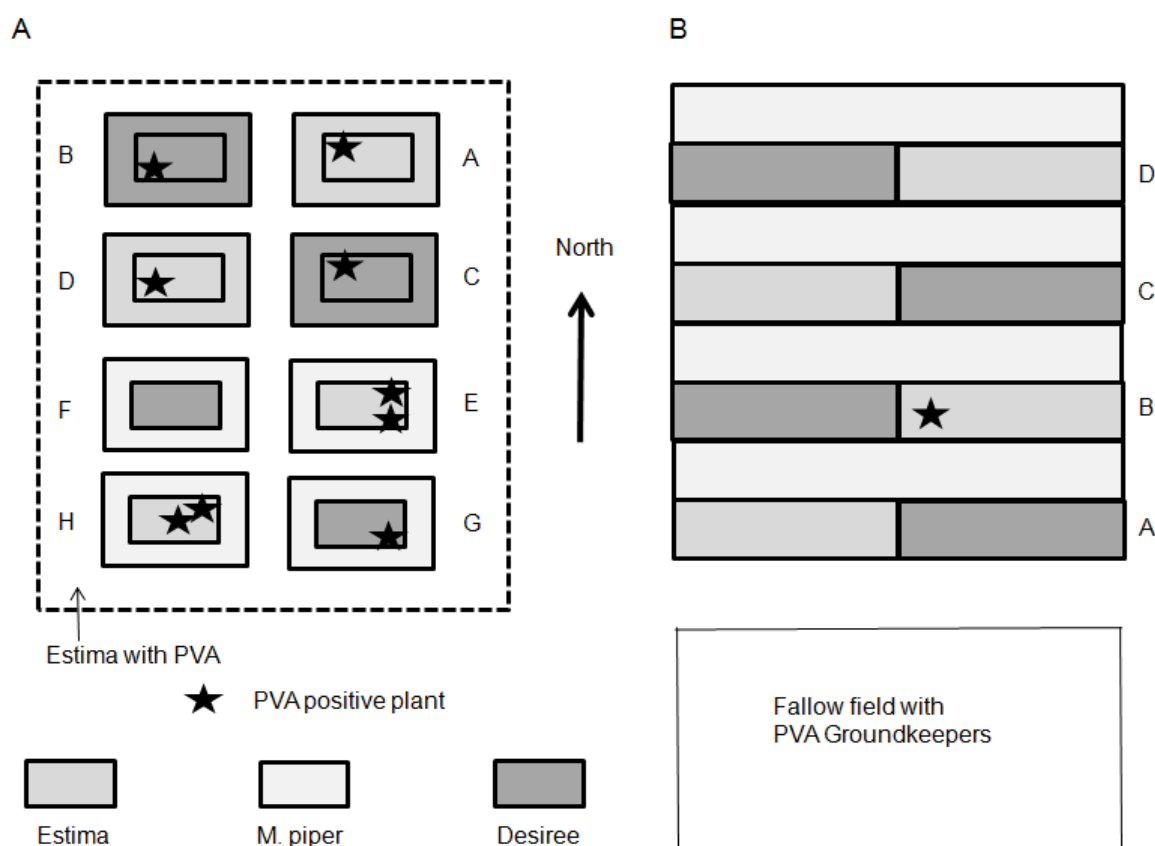 A
B
B
A
D
C
F
E
H
G
Estima with PVA
PVA positive plant
North
D
C
B
A
Fallow field with
PVA Groundkeepers
Estima
M. piper
Desiree